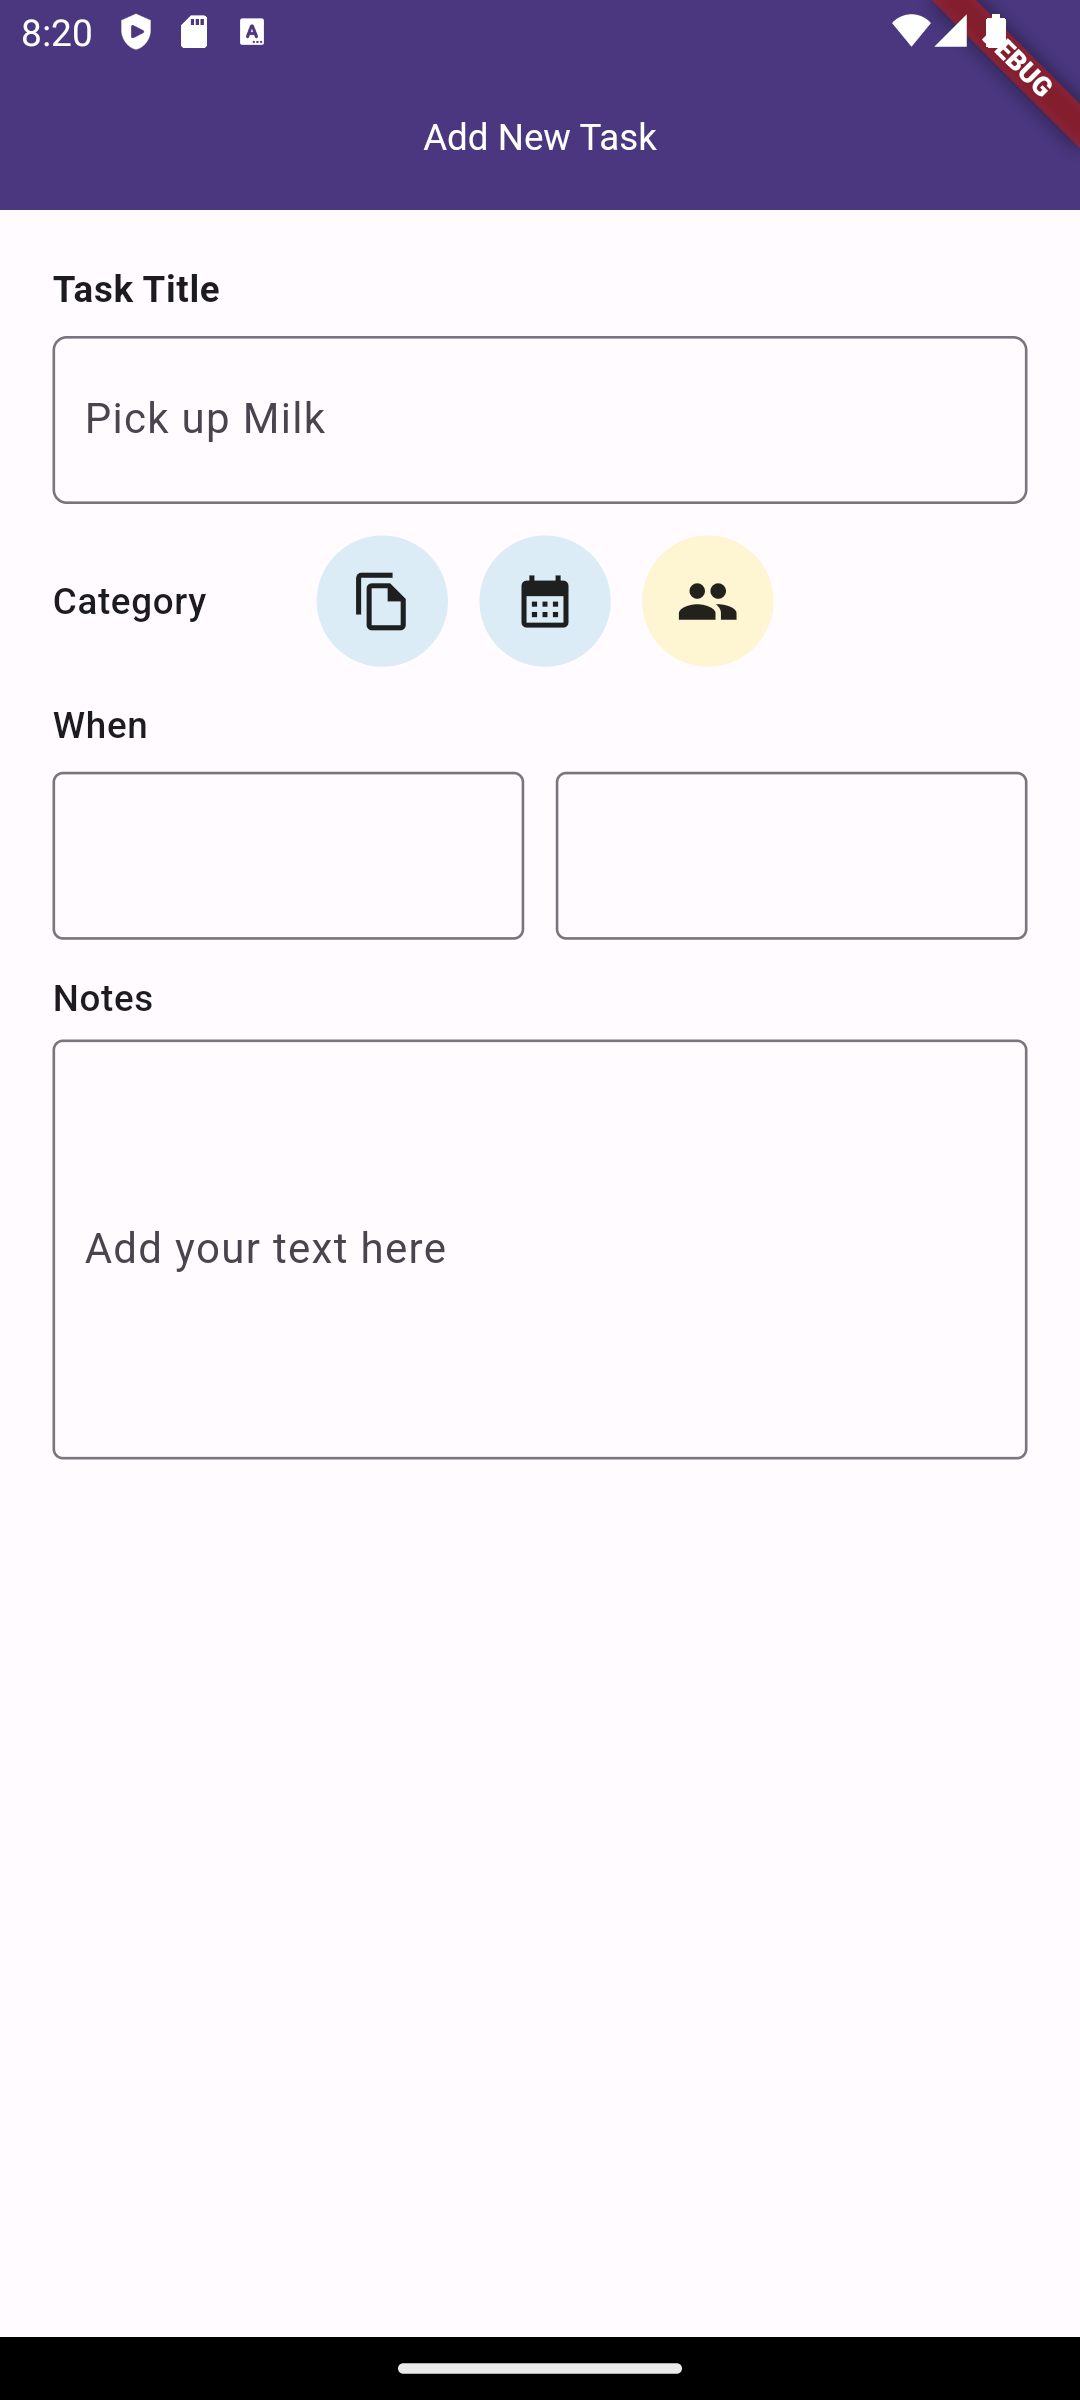 8:20
DEBUG
Add New Task
Task Title
Pick up Milk
Category
When
Notes
Add your text here